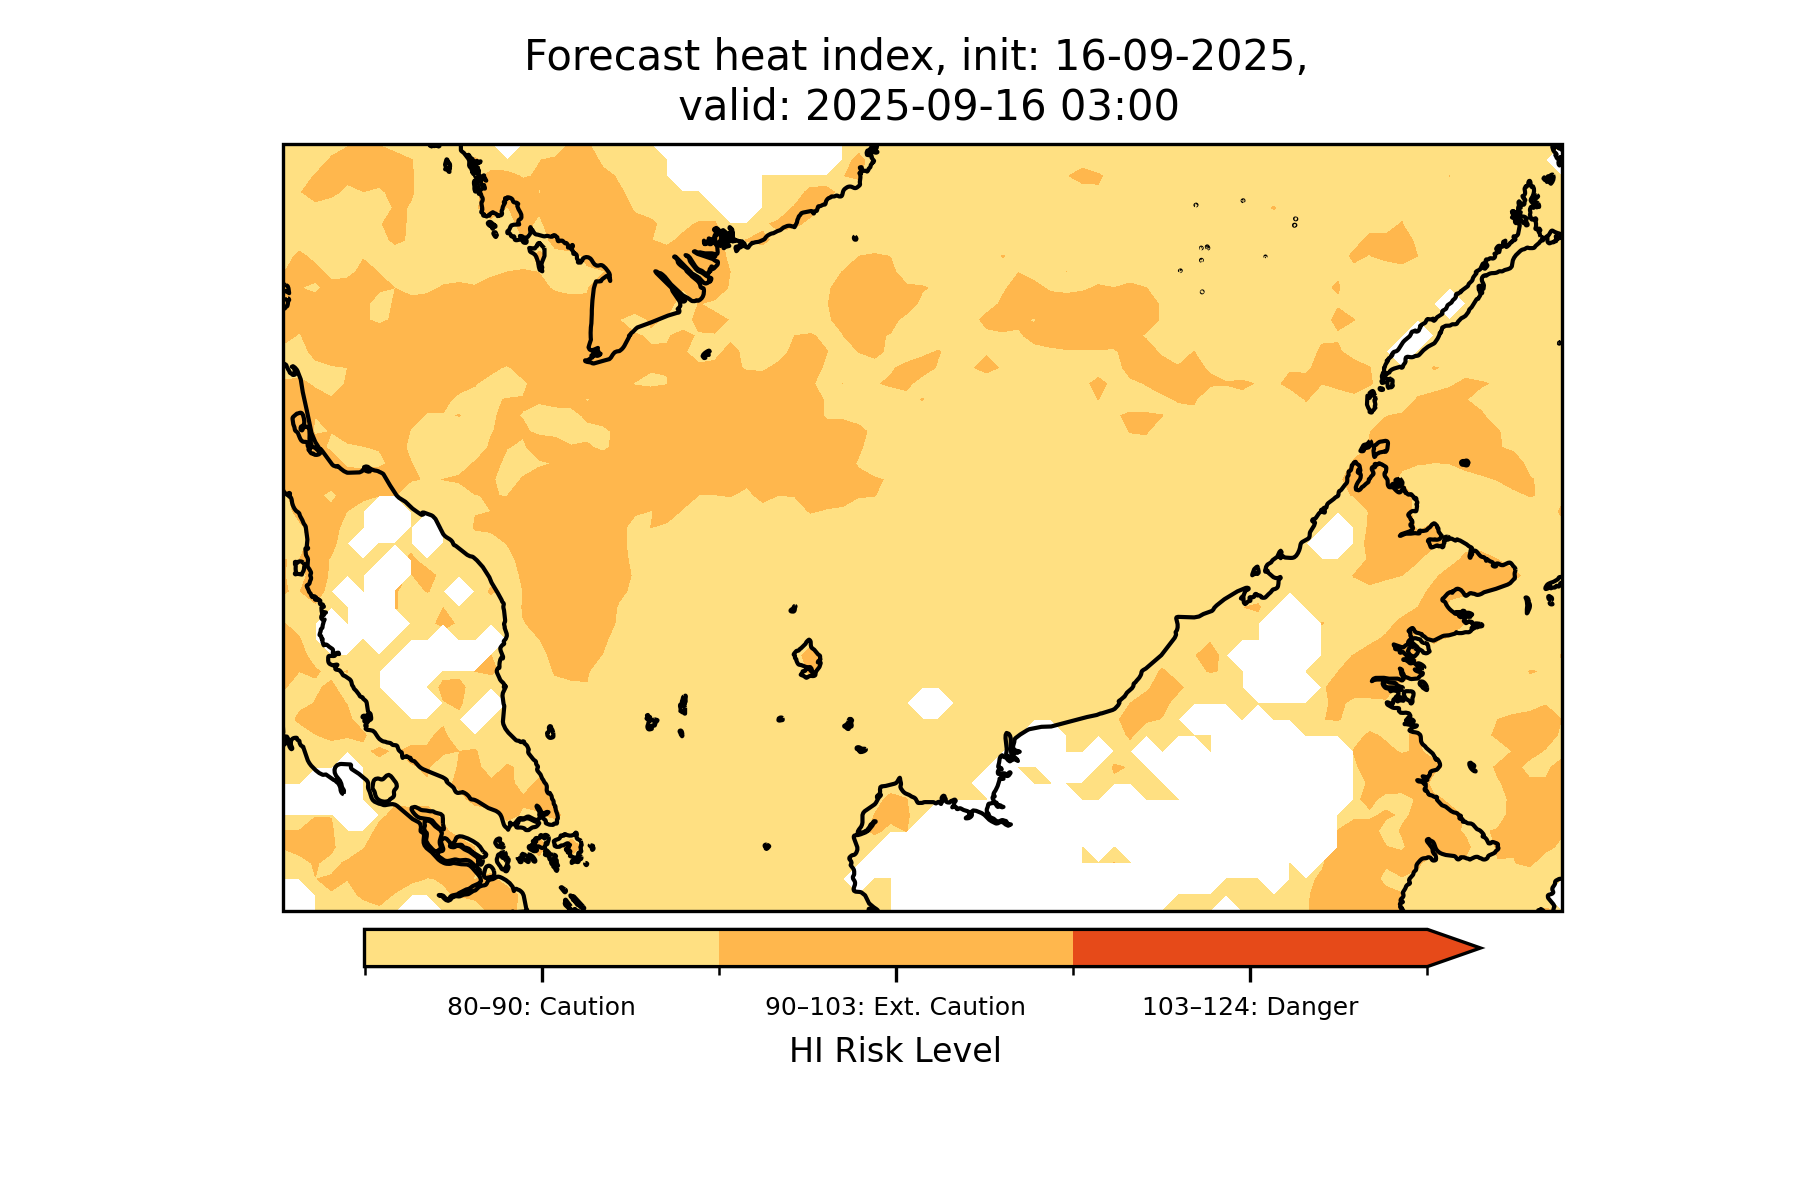 Forecast heat index, init: 16-09-2025,
valid: 2025-09-16 03:00
80–90: Caution
90–103: Ext. Caution
103–124: Danger
HI Risk Level